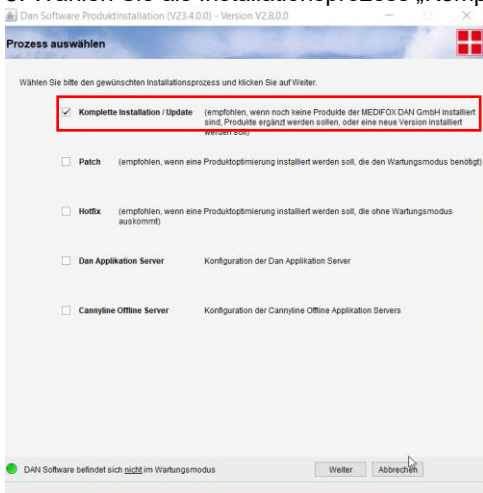 Dan Software Produktinstallation (V23.4.0.0) - Version V2.8.0.0
Prozess auswählen
Wählen Sie bitte den gewünschten Installationsprozess und klicken Sie auf Weiter.
Komplette Installation / Update (empfohlen, wenn noch keine Produkte der MEDIFOX DAN GmbH installiert
sind, Produkte ergänzt werden sollen, oder eine neue Version installiert
werden soll)
Patch (empfohlen, wenn eine Produktoptimierung installiert werden soll, die den Wartungsmodus benötigt)
Hotfix (empfohlen, wenn eine Produktoptimierung installiert werden soll, die ohne Wartungsmodus
auskommt)
Dan Applikation Server Konfiguration der Dan Applikation Server
Cannyline Offline Server Konfiguration der Cannyline Offline Applikation Servers
DAN Software befindet sich nicht im Wartungsmodus Weiter Abbrechen